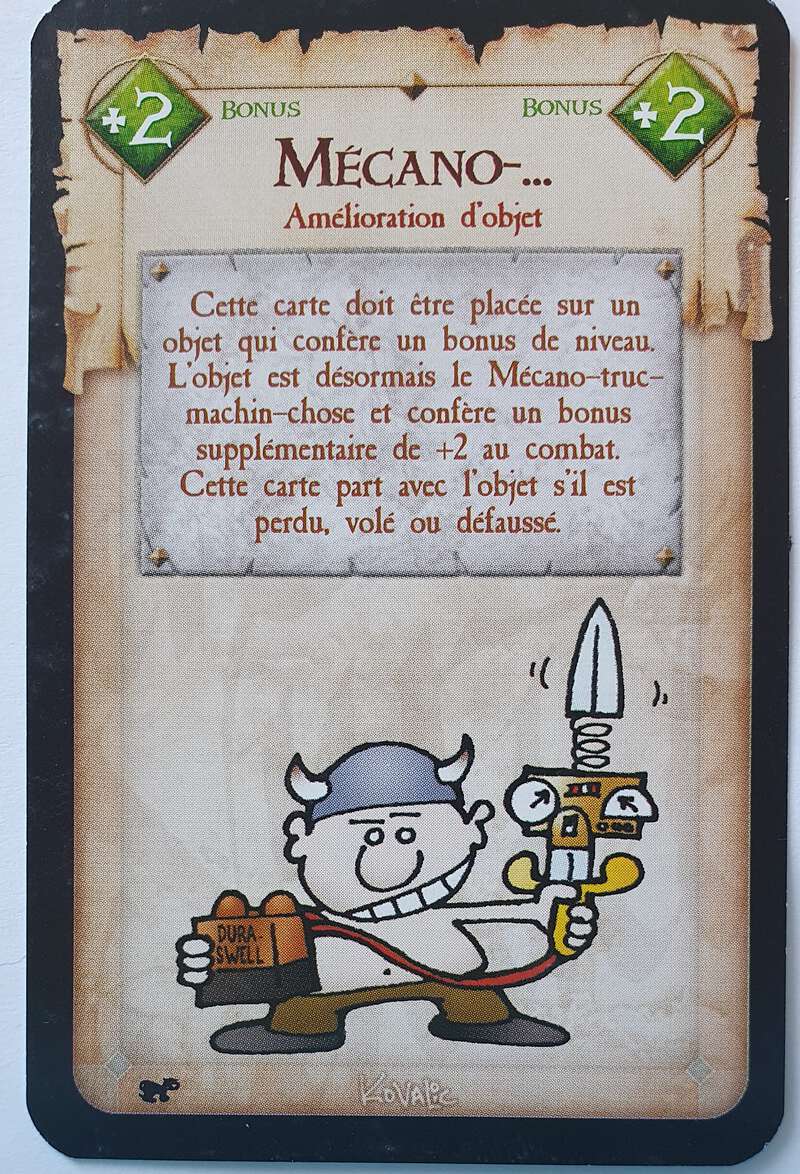 +2 BONUS BONUS +2
MÉCANO-...
Amélioration d'objet
Cette carte doit être placée sur un
objet qui confère un bonus de niveau.
L'objet est désormais le Mécano-truc-
machin-chose et confère un bonus
supplémentaire de +2 au combat.
Cette carte part avec l'objet s'il est
perdu, volé ou défaussé.
DURA-
SWELL
KOVALIC